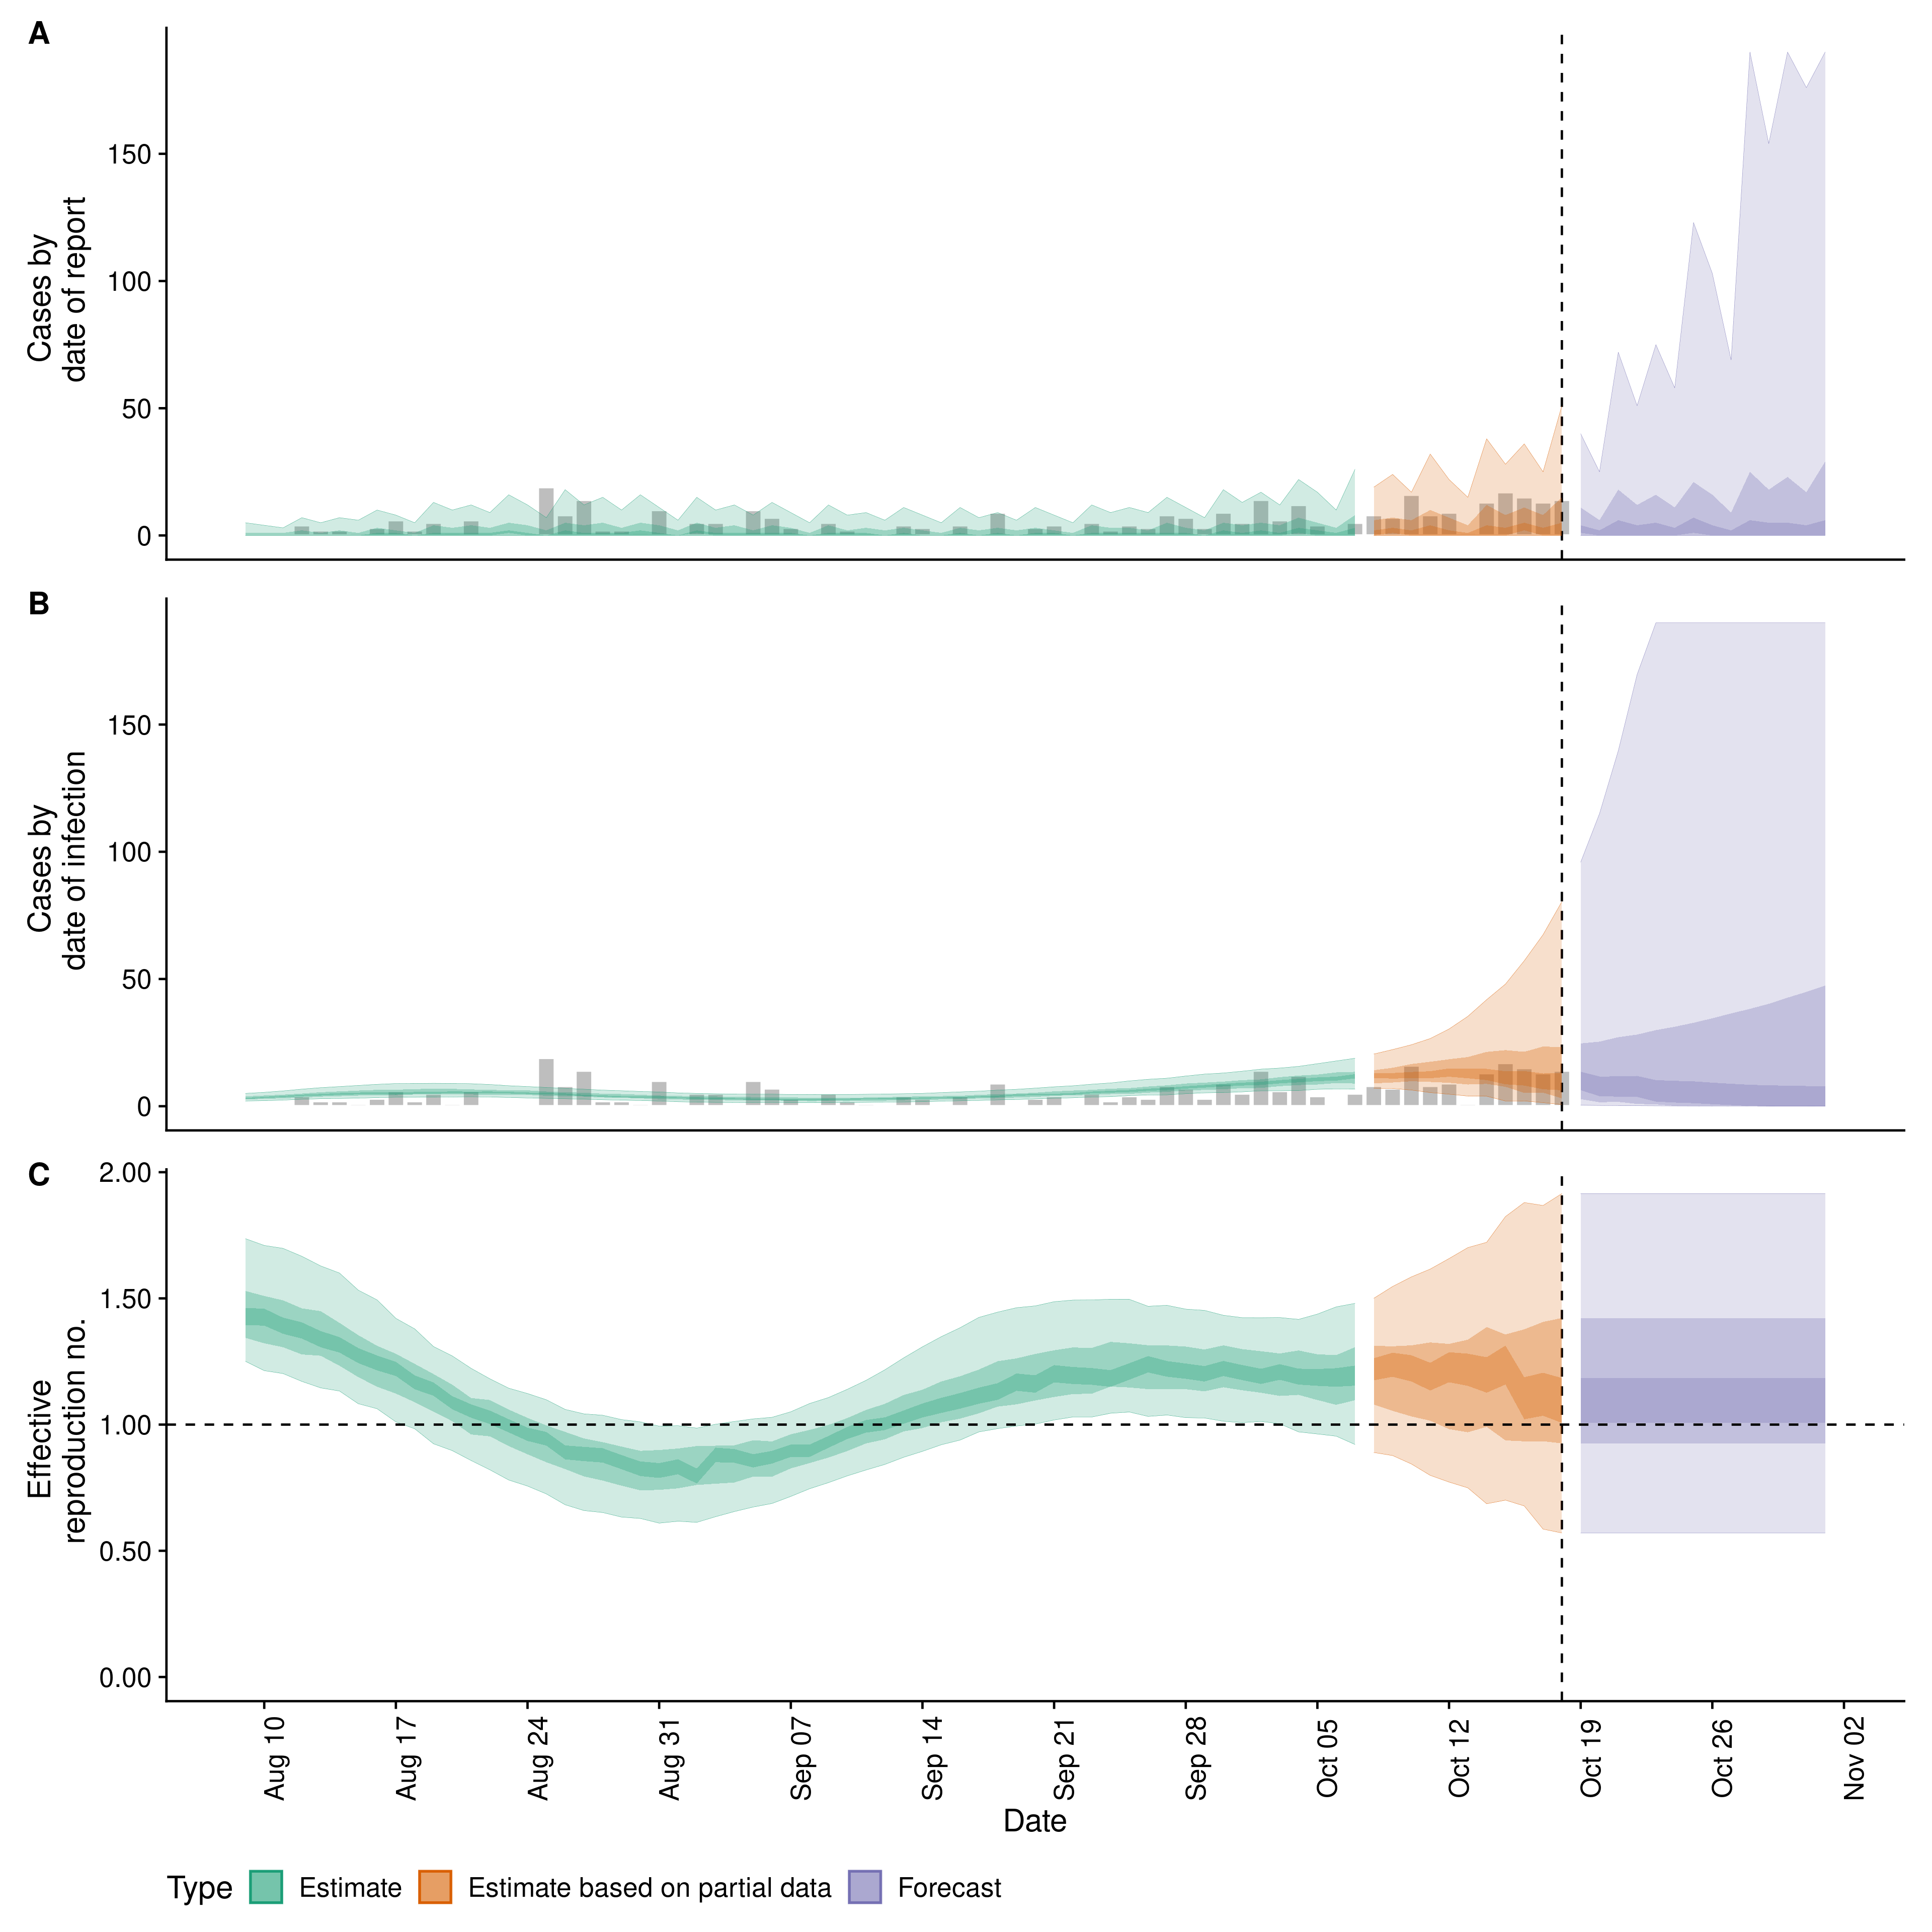 A
Cases by
date of report
150
100
50
0
B
Cases by
date of infection
150
100
50
0
C
Effective
reproduction no.
2.00
1.50
1.00
0.50
0.00
Aug 10
Aug 17
Aug 24
Aug 31
Sep 07
Sep 14
Sep 21
Sep 28
Oct 05
Oct 12
Oct 19
Oct 26
Nov 02
Date
Type Estimate Estimate based on partial data Forecast